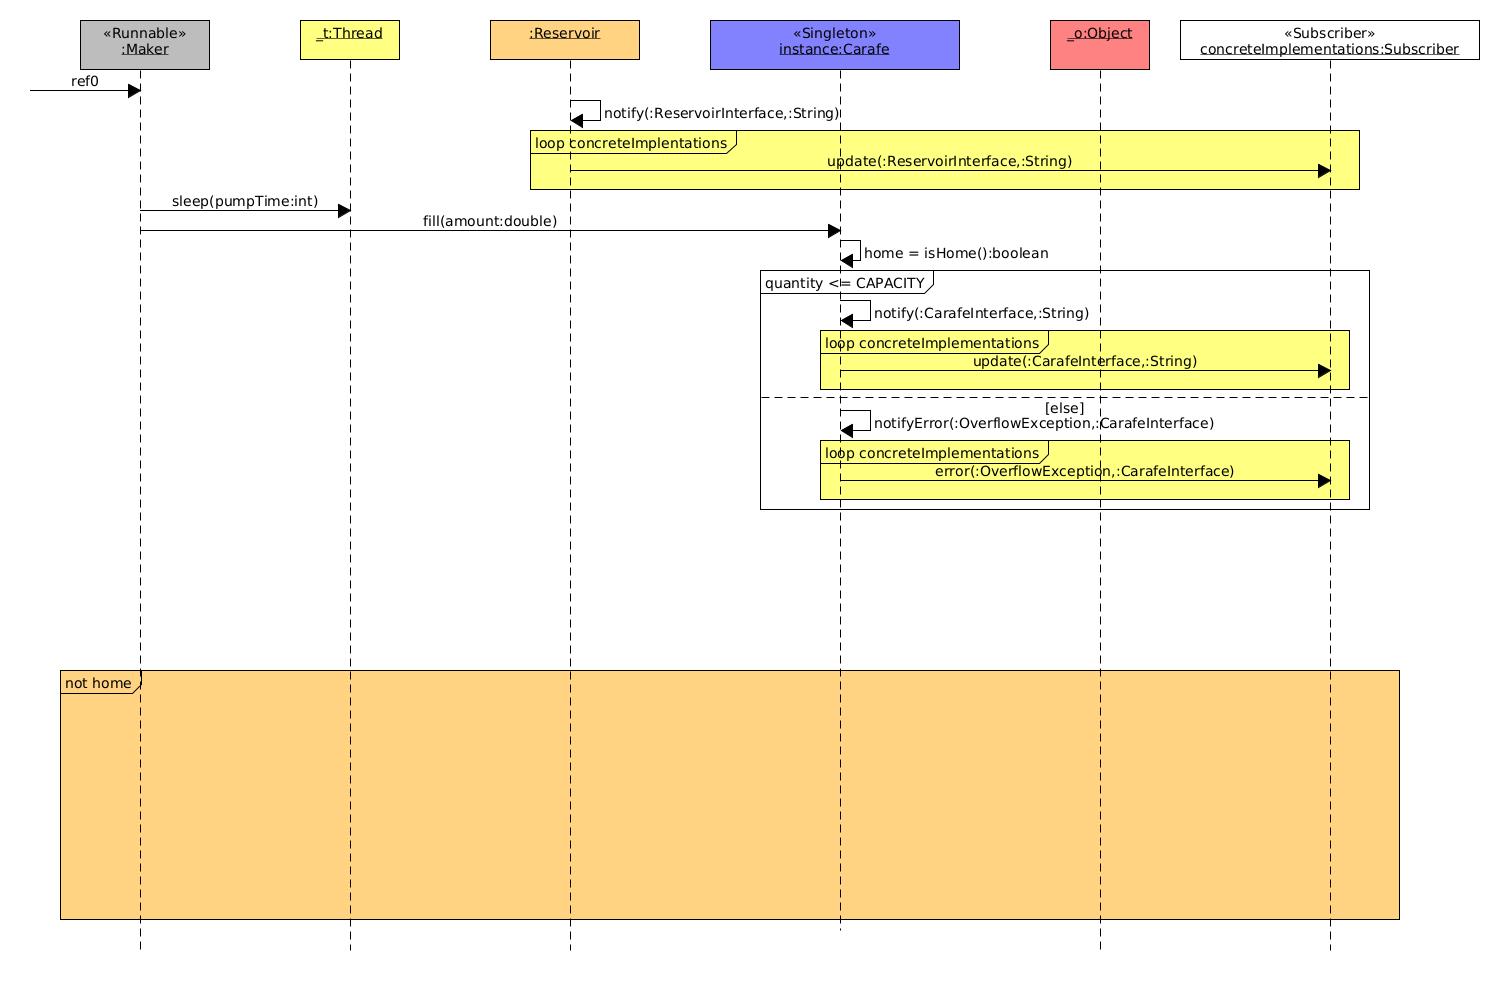 «Runnable»
:Maker
_t:Thread
:Reservoir
«Singleton»
instance:Carafe
_o:Object
«Subscriber»
concreteImplementations:Subscriber
ref0
notify(:ReservoirInterface,:String)
loop concreteImplentations
update(:ReservoirInterface,:String)
sleep(pumpTime:int)
fill(amount:double)
home = isHome():boolean
quantity <= CAPACITY
notify(:CarafeInterface,:String)
loop concreteImplementations
update(:CarafeInterface,:String)
[else]
notifyError(:OverflowException,:CarafeInterface)
loop concreteImplementations
error(:OverflowException,:CarafeInterface)
not home